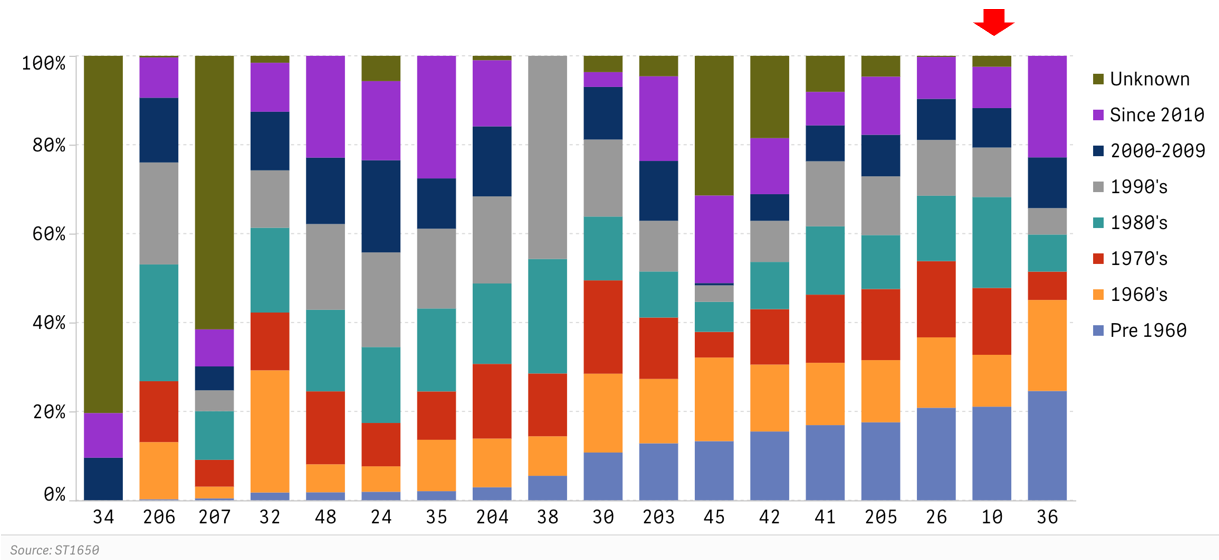 100%
80%
60%
40%
20%
0%
34 206 207 32 48 24 35 204 38 30 203 45 42 41 205 26 10 36
Unknown
Since 2010
2000-2009
1990's
1980's
1970's
1960's
Pre 1960
Source: ST1650